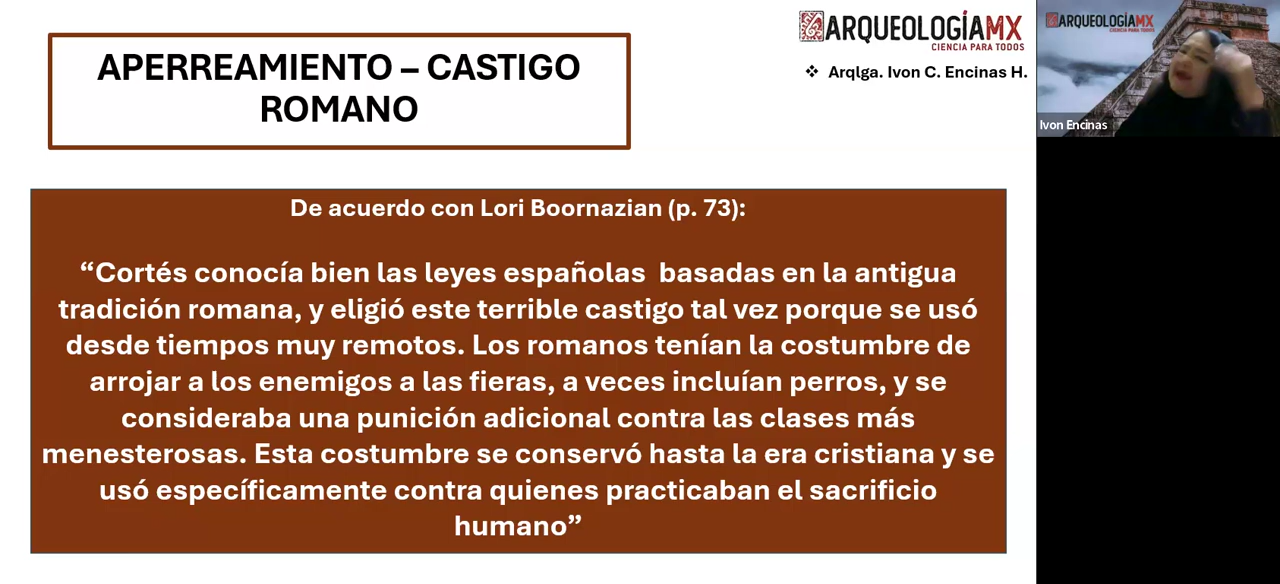 APERREAMIENTO – CASTIGO
ROMANO
ARQUEOLOGÍAMX
CIENCIA PARA TODOS
❖ Arqlga. Ivon C. Encinas H.
De acuerdo con Lori Boornazian (p. 73):
“Cortés conocía bien las leyes españolas  basadas en la antigua
tradición romana, y eligió este terrible castigo tal vez porque se usó
desde tiempos muy remotos. Los romanos tenían la costumbre de
arrojar a los enemigos a las fieras, a veces incluían perros, y se
consideraba una punición adicional contra las clases más
menesterosas. Esta costumbre se conservó hasta la era cristiana y se
usó específicamente contra quienes practicaban el sacrificio
humano”
ARQUEOLOGÍAMX
CIENCIA PARA TODOS
Ivon Encinas